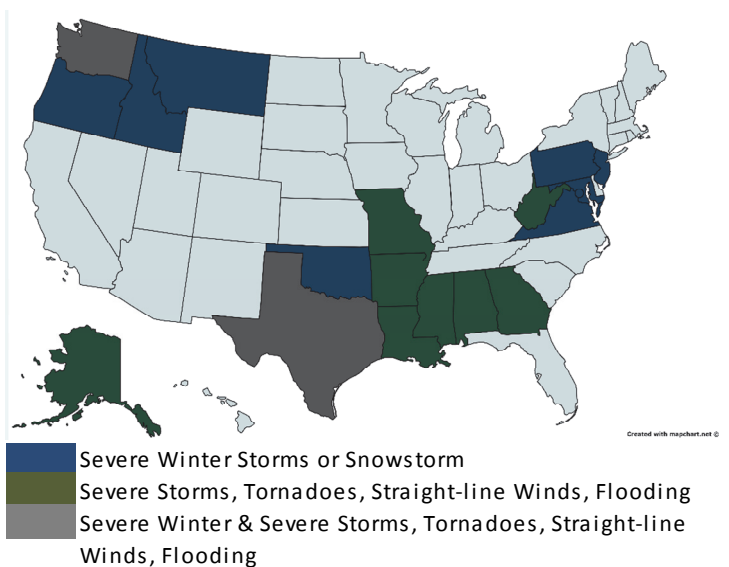 Created with mapchart.net ©
Severe Winter Storms or Snowstorm
Severe Storms, Tornadoes, Straight-line Winds, Flooding
Severe Winter & Severe Storms, Tornadoes, Straight-line
Winds, Flooding